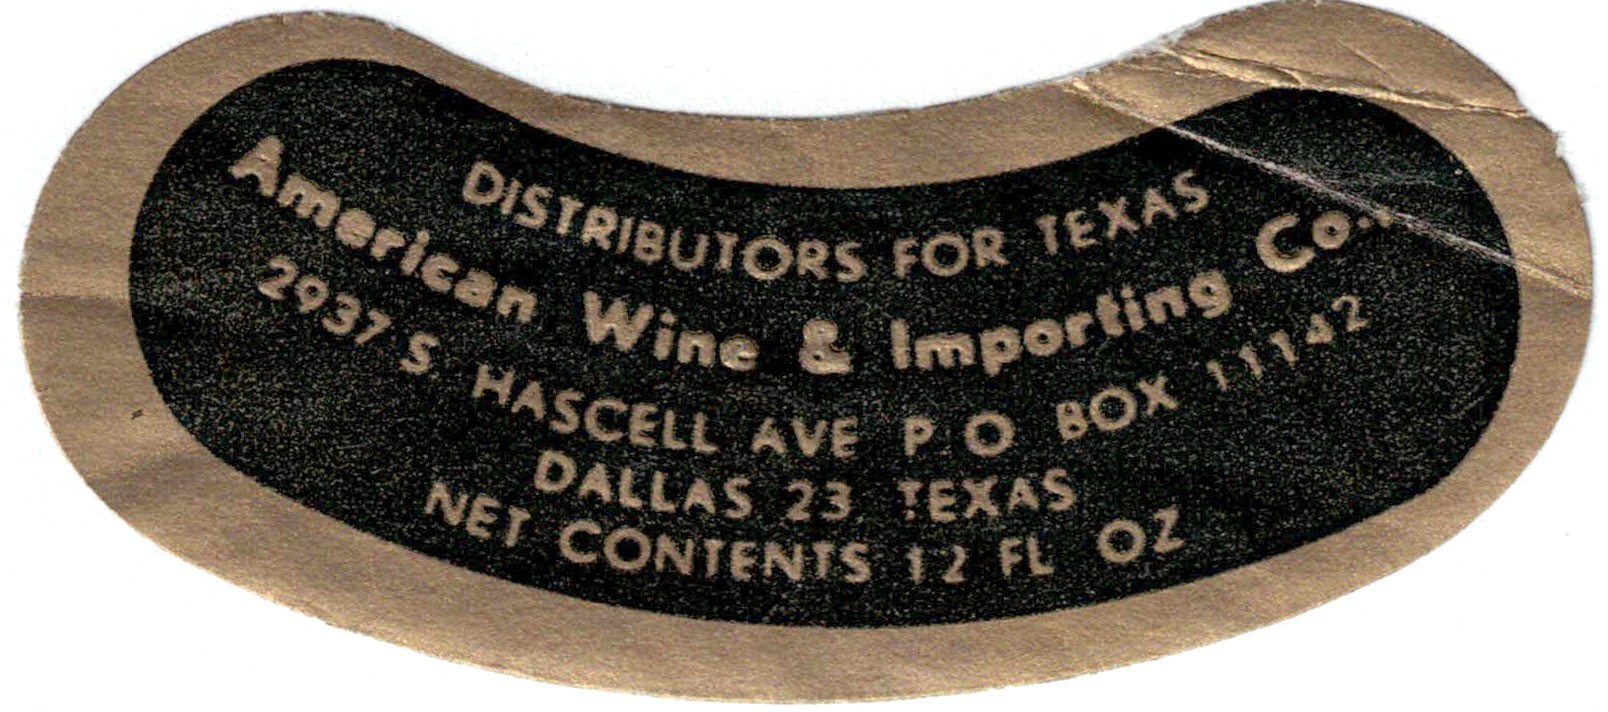 DISTRIBUTORS FOR TEXAS
American Wine & Importing Co.,
2937 S. HASCELL AVE P.O BOX 11142
DALLAS 23, TEXAS
NET CONTENTS 12 FL OZ